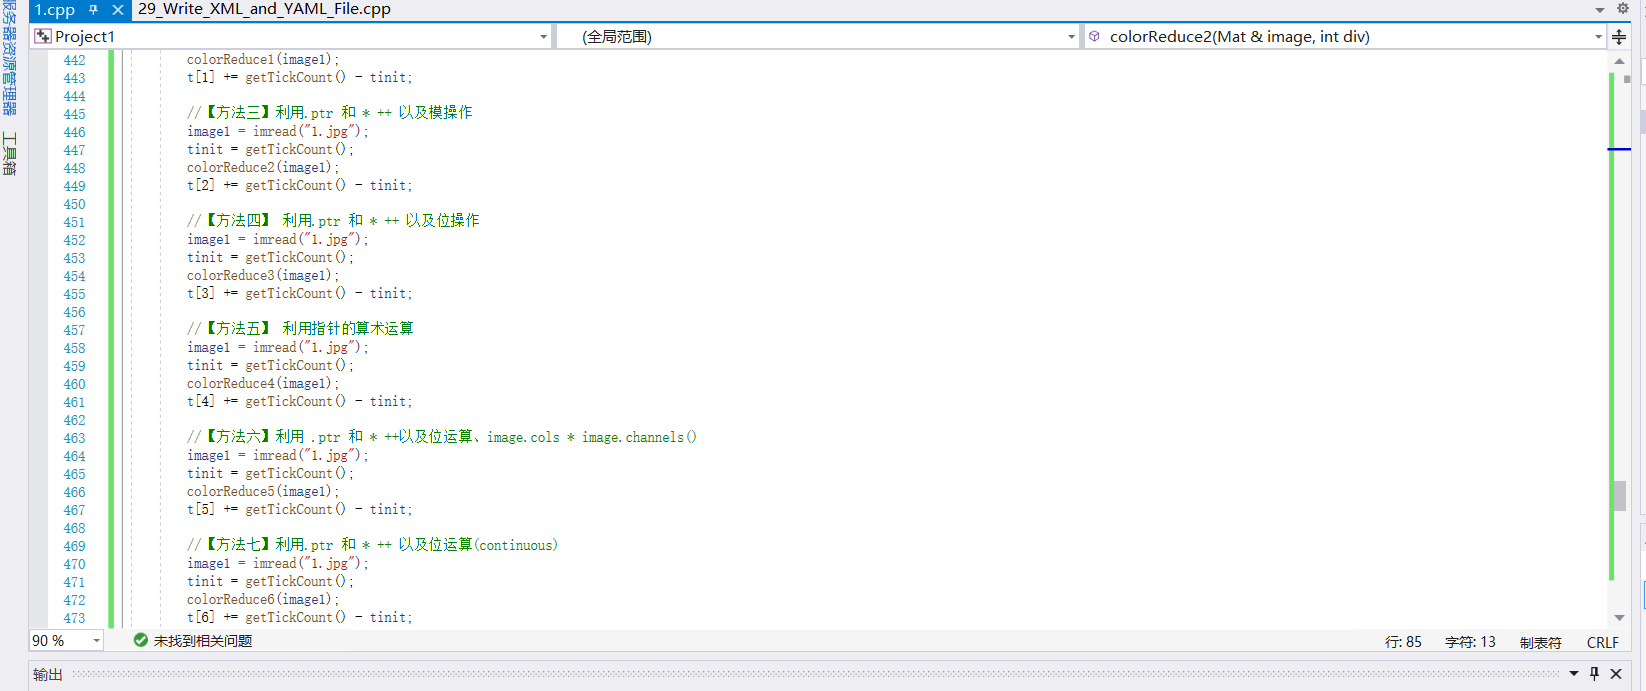 服务器资源管理器
工具箱
1.cpp
29_Write_XML_and_YAML_File.cpp
Project1
(全局范围)
colorReduce2(Mat & image, int div)
442 colorReduce1(image1);
443 t[1] += getTickCount() - tinit;
444
445 //【方法三】利用.ptr 和 * ++ 以及模操作
446 image1 = imread("1.jpg");
447 tinit = getTickCount();
448 colorReduce2(image1);
449 t[2] += getTickCount() - tinit;
450
451 //【方法四】 利用.ptr 和 * ++ 以及位操作
452 image1 = imread("1.jpg");
453 tinit = getTickCount();
454 colorReduce3(image1);
455 t[3] += getTickCount() - tinit;
456
457 //【方法五】 利用指针的算术运算
458 image1 = imread("1.jpg");
459 tinit = getTickCount();
460 colorReduce4(image1);
461 t[4] += getTickCount() - tinit;
462
463 //【方法六】利用 .ptr 和 * ++以及位运算、image.cols * image.channels()
464 image1 = imread("1.jpg");
465 tinit = getTickCount();
466 colorReduce5(image1);
467 t[5] += getTickCount() - tinit;
468
469 //【方法七】利用.ptr 和 * ++ 以及位运算(continuous)
470 image1 = imread("1.jpg");
471 tinit = getTickCount();
472 colorReduce6(image1);
473 t[6] += getTickCount() - tinit;
90 %
未找到相关问题
行: 85
字符: 13
制表符
CRLF
输出